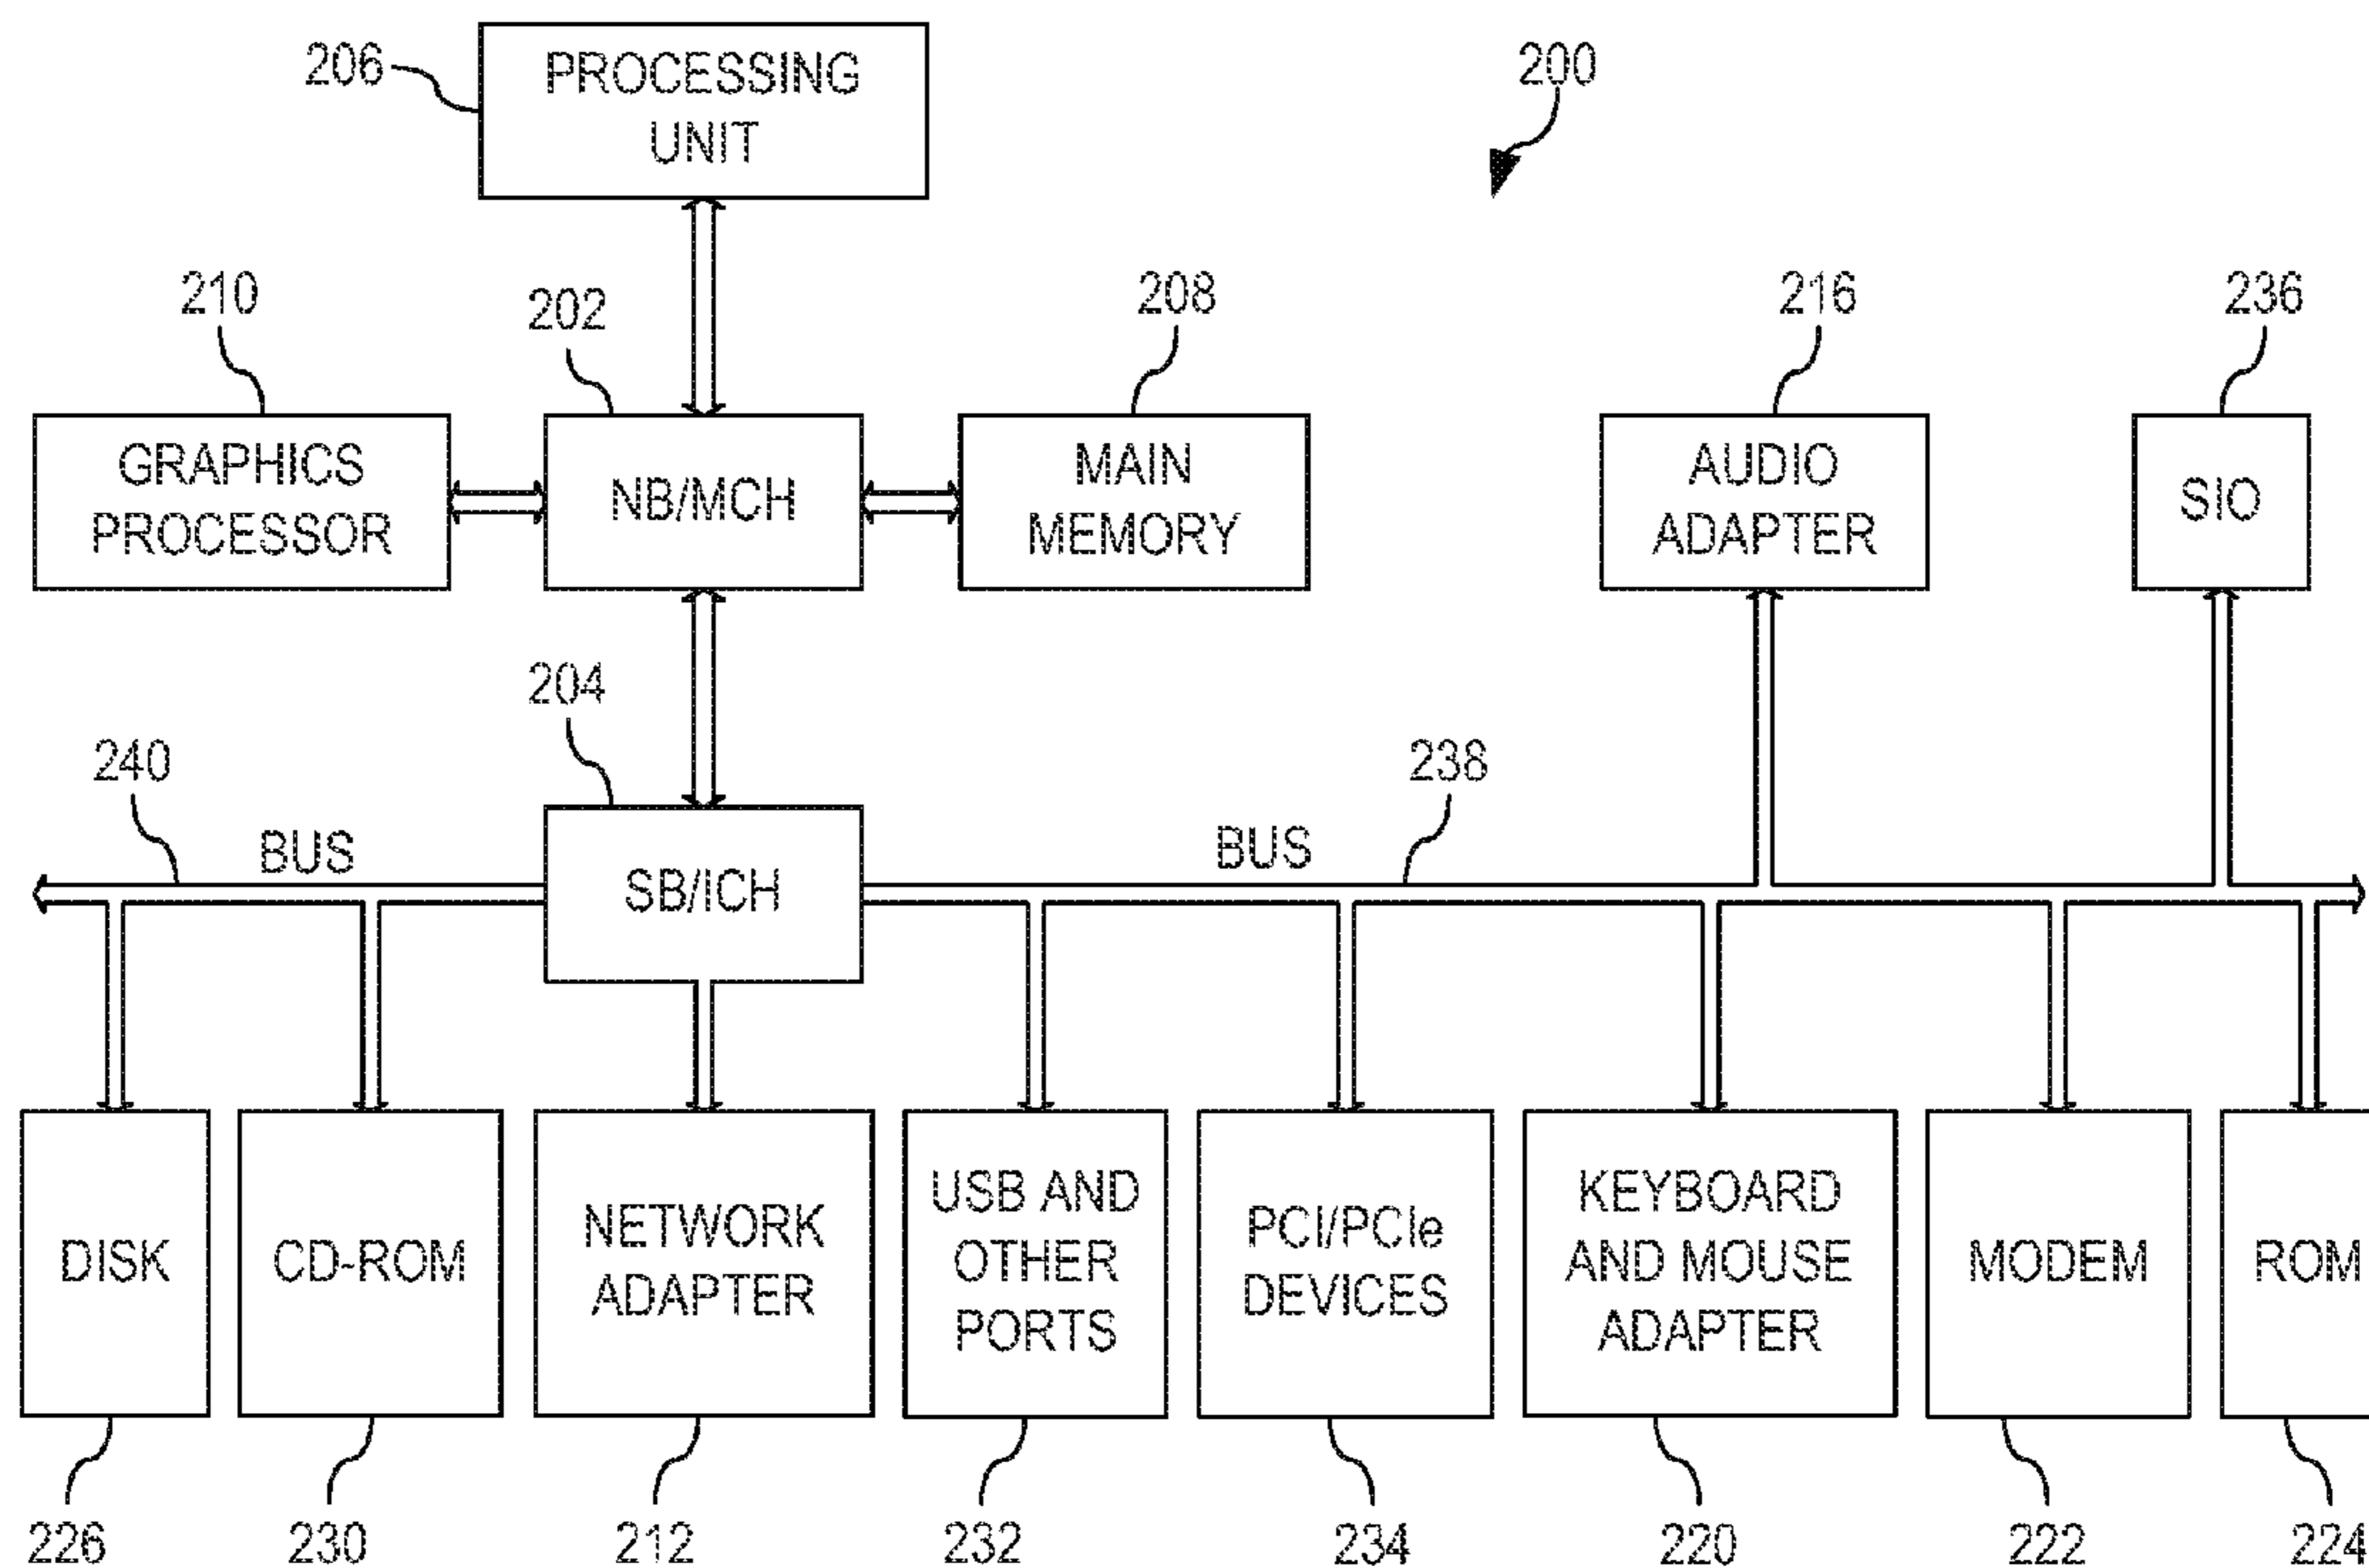 206
PROCESSING
UNIT
200
210
202
208
216
236
GRAPHICS
PROCESSOR
NB/MCH
MAIN
MEMORY
AUDIO
ADAPTER
SIO
204
240
BUS
SB/ICH
BUS
238
DISK
CD-ROM
NETWORK
ADAPTER
USB AND
OTHER
PORTS
PCI/PCIe
DEVICES
KEYBOARD
AND MOUSE
ADAPTER
MODEM
ROM
226
230
212
232
234
220
222
224